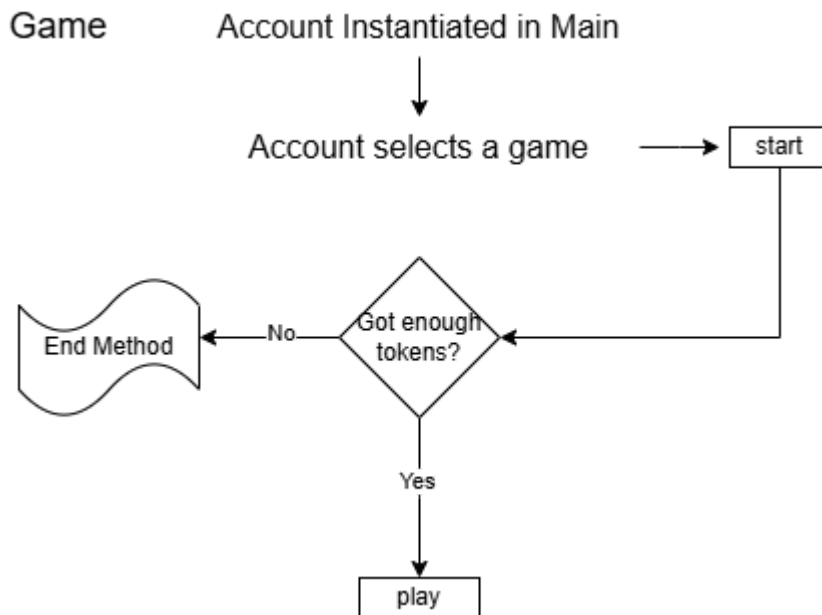 Game
Account Instantiated in Main
Account selects a game
start
Got enough
tokens?
No
End Method
Yes
play